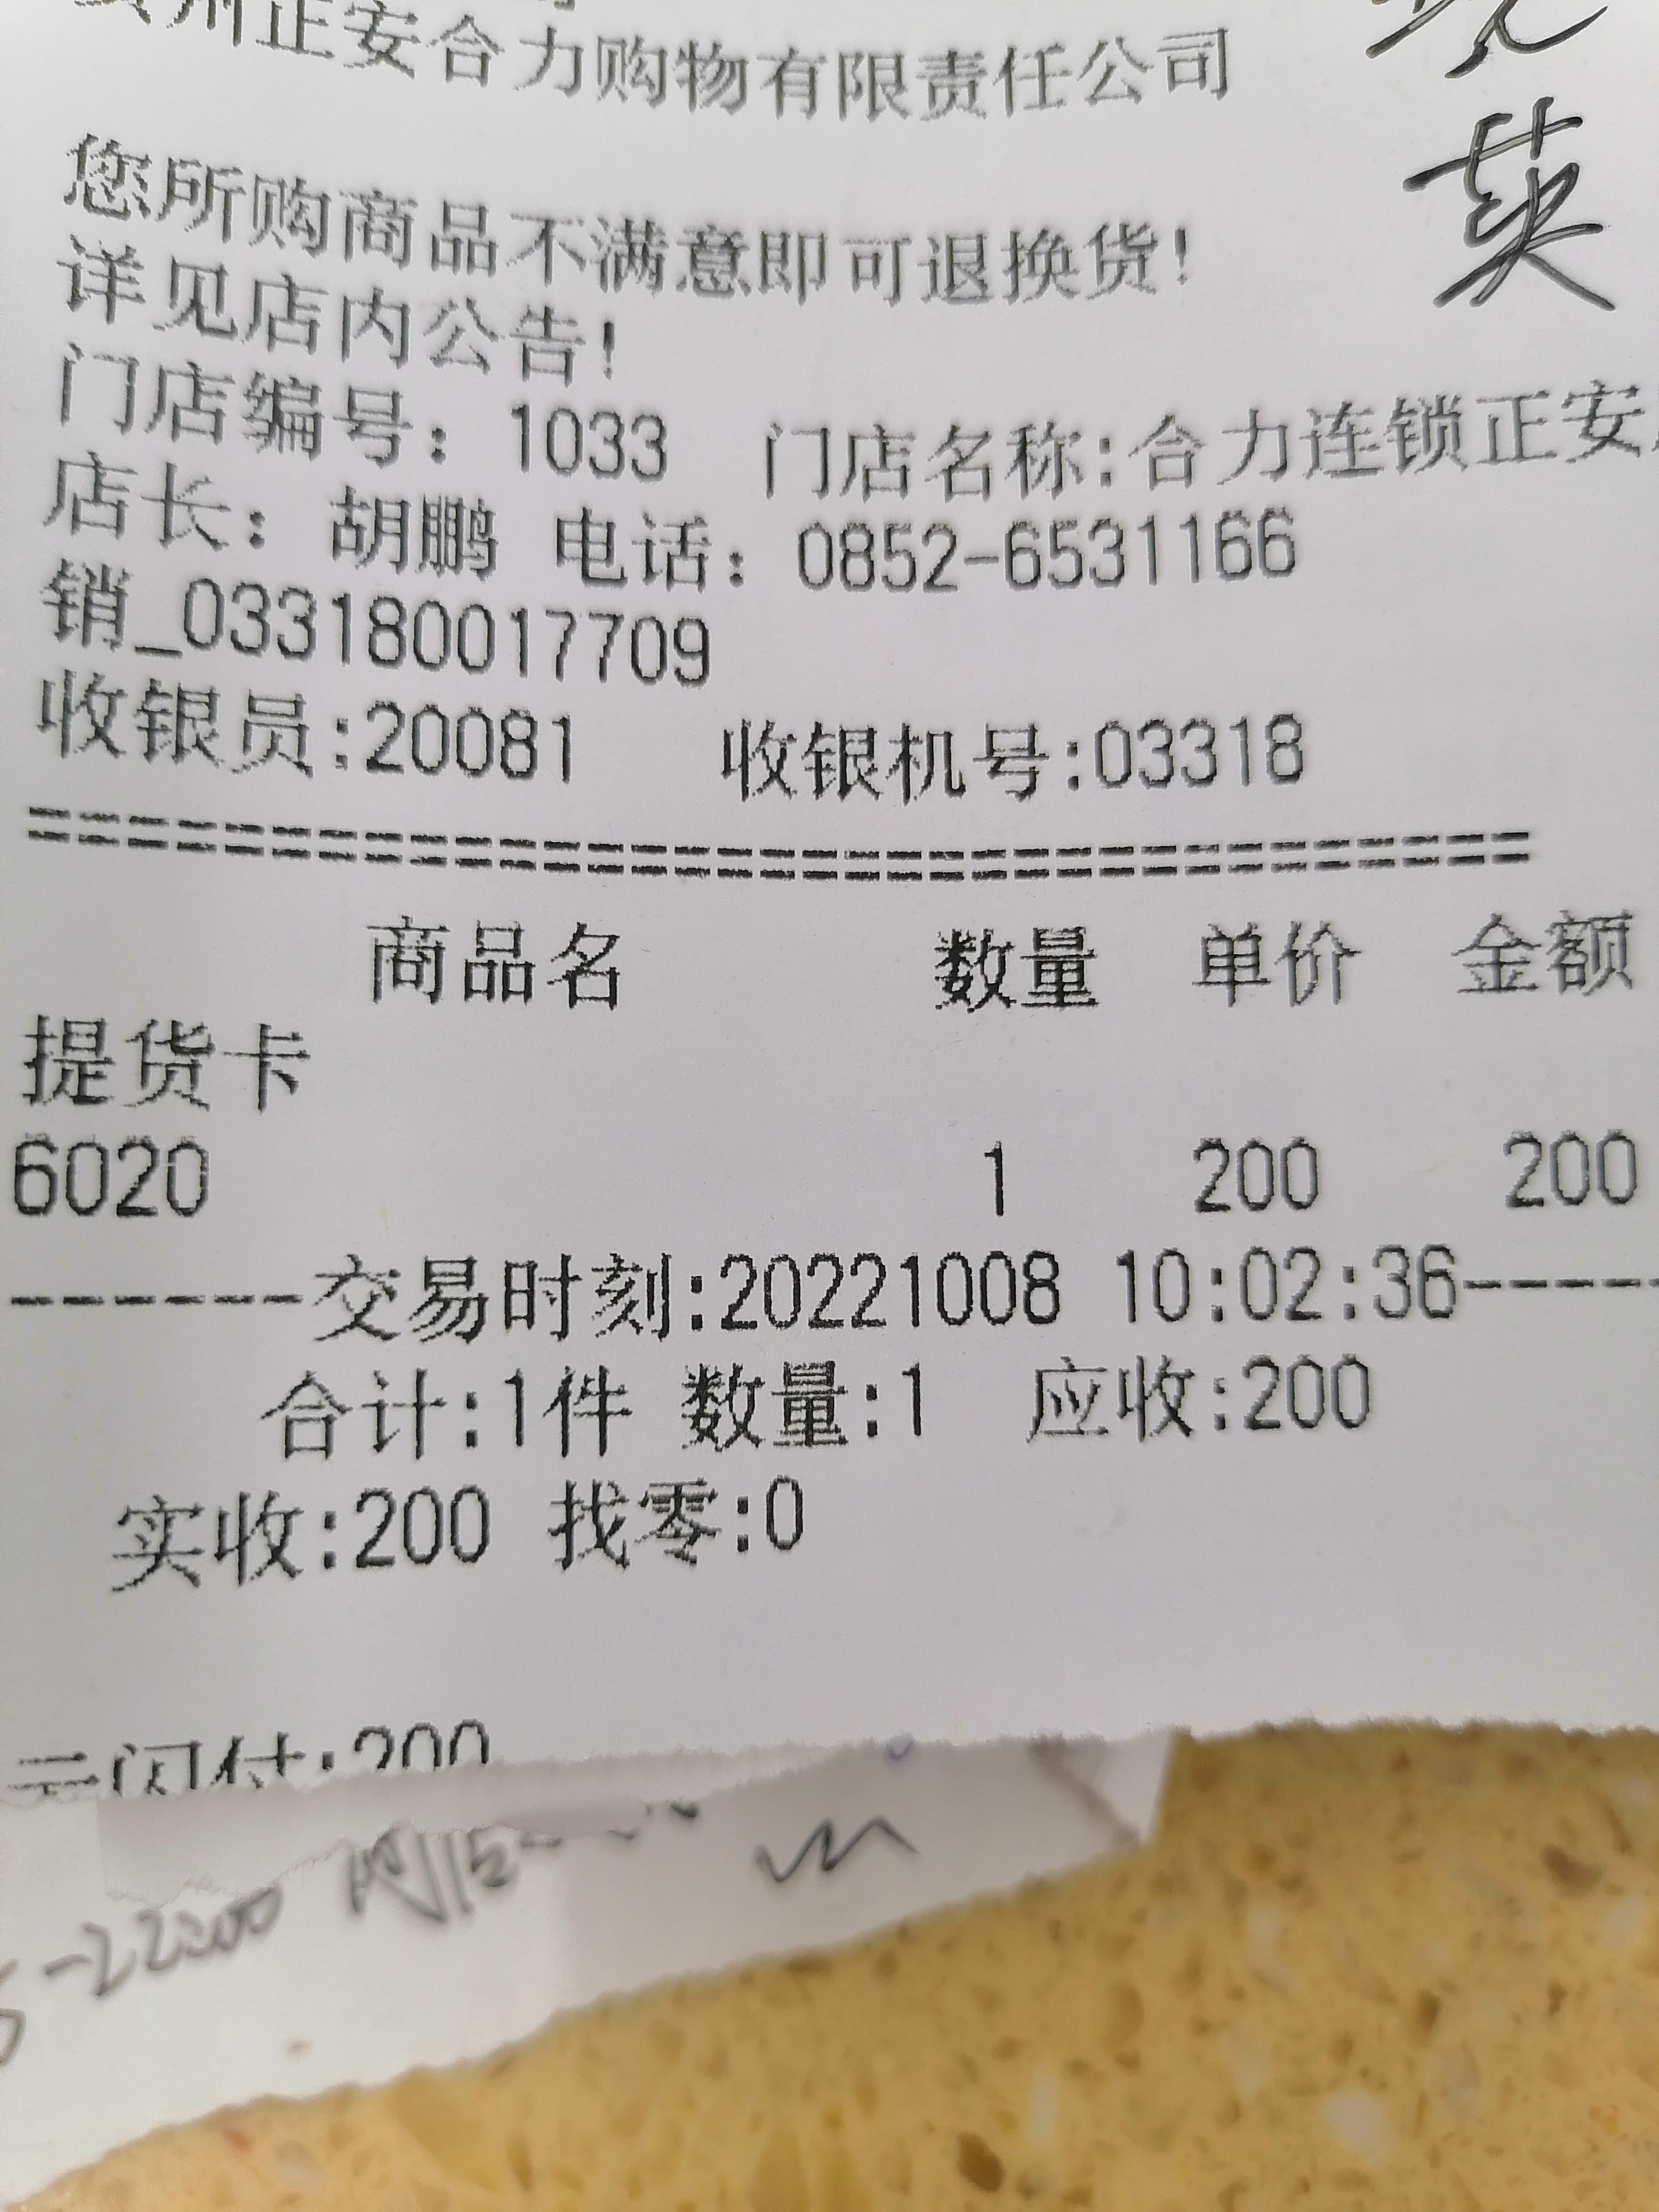 州正安合力购物有限责任公司
英
您所购商品不满意即可退换货!
详见店内公告!
门店编号: 1033 门店名称:合力连锁正安
店长: 胡鹏 电话: 0852-6531166
销_033180017709
收银员:20081 收银机号:03318
==================================
商品名 数量 单价 金额
提货卡
6020 1 200 200
------交易时刻:20221008 10:02:36-----
合计:1件 数量:1 应收:200
实收:200 找零:0
云闪付:200